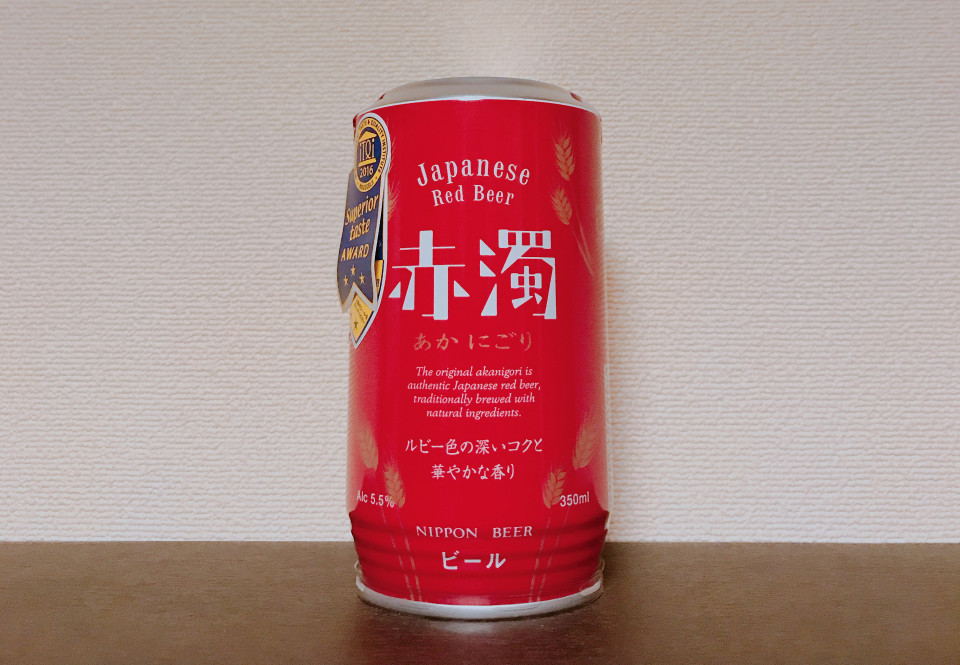 Japanese
Red Beer
iTQi
2016
Superior
taste
AWARD
赤濁
あかにごり
The original akanigori is
authentic Japanese red beer,
traditionally brewed with
natural ingredients.
ルビー色の深いコクと
華やかな香り
Alc 5.5%
350ml
NIPPON BEER
ビール